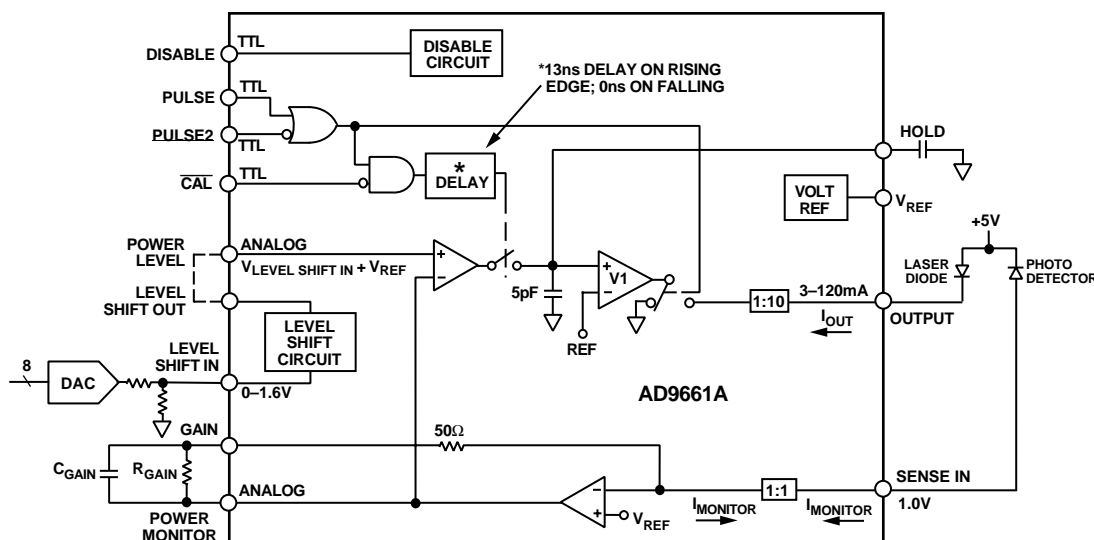 DISABLE
TTL
DISABLE
CIRCUIT
*13ns DELAY ON RISING
EDGE; 0ns ON FALLING
PULSE
TTL
PULSE2
TTL
CAL
TTL
*
DELAY
HOLD
VOLT
REF
VREF
+5V
POWER
LEVEL
ANALOG
VLEVEL SHIFT IN + VREF
+
−
5pF
+
−
V1
REF
1:10
3–120mA
IOUT
OUTPUT
LASER
DIODE
PHOTO
DETECTOR
LEVEL
SHIFT OUT
LEVEL
SHIFT
CIRCUIT
LEVEL
SHIFT IN
0–1.6V
8
DAC
AD9661A
GAIN
50Ω
CGAIN
RGAIN
ANALOG
POWER
MONITOR
−
+
VREF
IMONITOR
1:1
IMONITOR
SENSE IN
1.0V